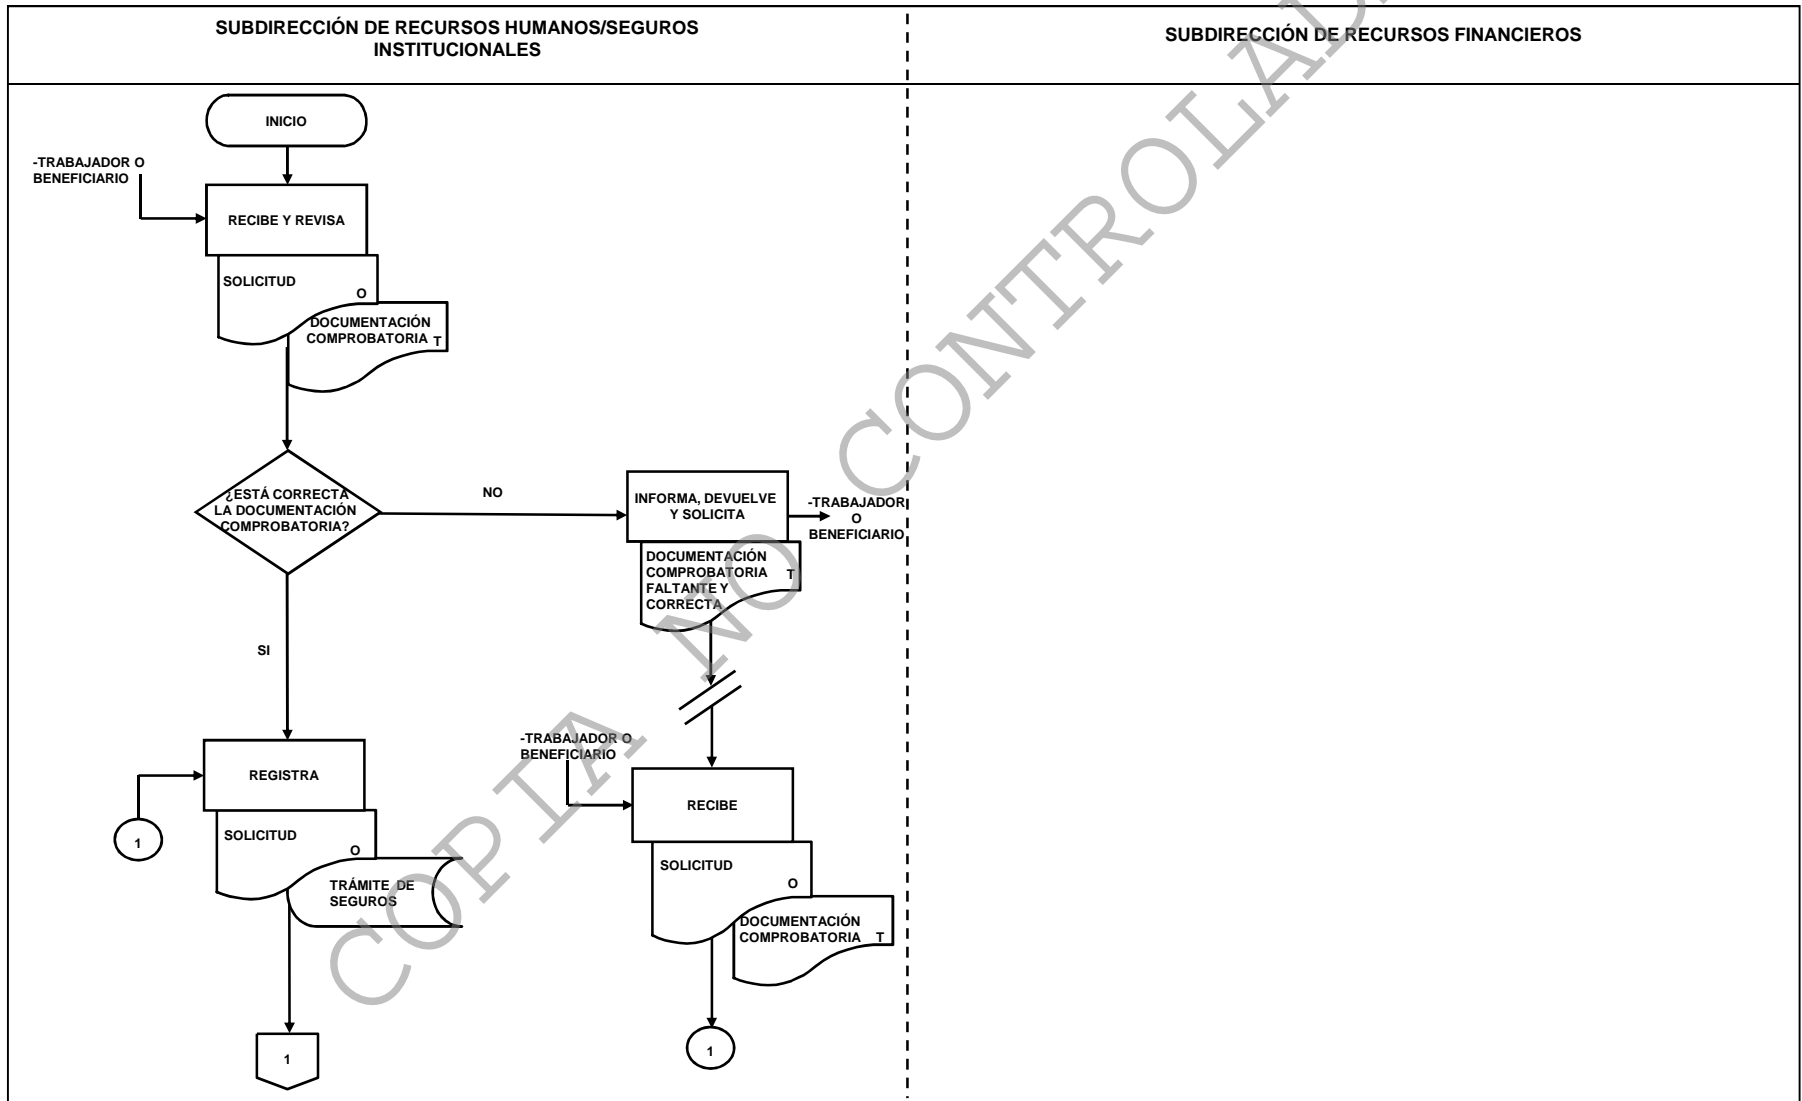 SUBDIRECCIÓN DE RECURSOS HUMANOS/SEGUROS
INSTITUCIONALES
SUBDIRECCIÓN DE RECURSOS FINANCIEROS
INICIO
-TRABAJADOR O
BENEFICIARIO
RECIBE Y REVISA
SOLICITUD
O
DOCUMENTACIÓN
COMPROBATORIA T
¿ESTÁ CORRECTA
LA DOCUMENTACIÓN
COMPROBATORIA?
NO
INFORMA, DEVUELVE
Y SOLICITA
-TRABAJADOR
O
BENEFICIARIO
DOCUMENTACIÓN
COMPROBATORIA T
FALTANTE Y
CORRECTA
SI
REGISTRA
1
SOLICITUD
O
TRÁMITE DE
SEGUROS
1
-TRABAJADOR O
BENEFICIARIO
RECIBE
SOLICITUD
O
DOCUMENTACIÓN
COMPROBATORIA T
1
COPIA NO CONTROLAD